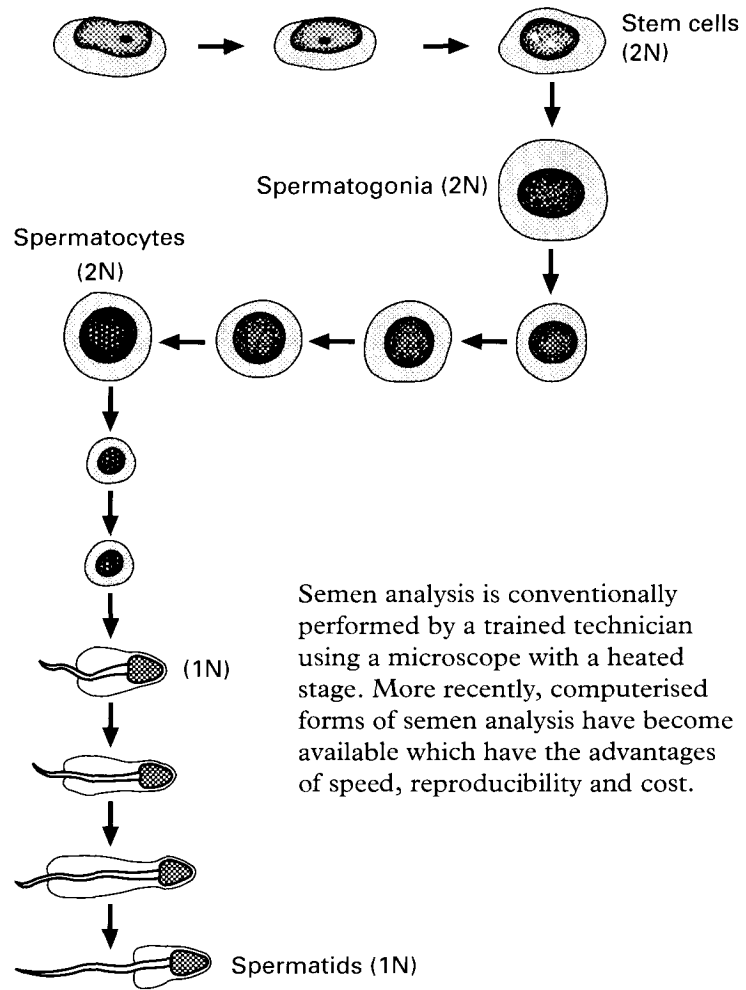 Stem cells
(2N)
Spermatogonia (2N)
Spermatocytes
(2N)
(1N)
Semen analysis is conventionally
performed by a trained technician
using a microscope with a heated
stage. More recently, computerised
forms of semen analysis have become
available which have the advantages
of speed, reproducibility and cost.
Spermatids (1N)